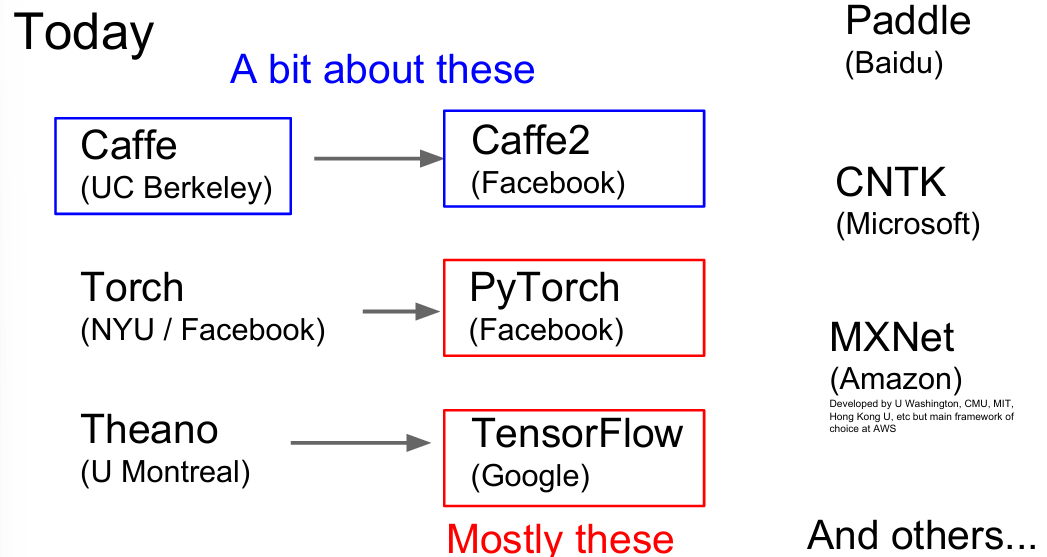 Today
A bit about these
Caffe
(UC Berkeley)
Caffe2
(Facebook)
Torch
(NYU / Facebook)
PyTorch
(Facebook)
Theano
(U Montreal)
TensorFlow
(Google)
Mostly these
Paddle
(Baidu)
CNTK
(Microsoft)
MXNet
(Amazon)
Developed by U Washington, CMU, MIT,
Hong Kong U, etc but main framework of
choice at AWS
And others...